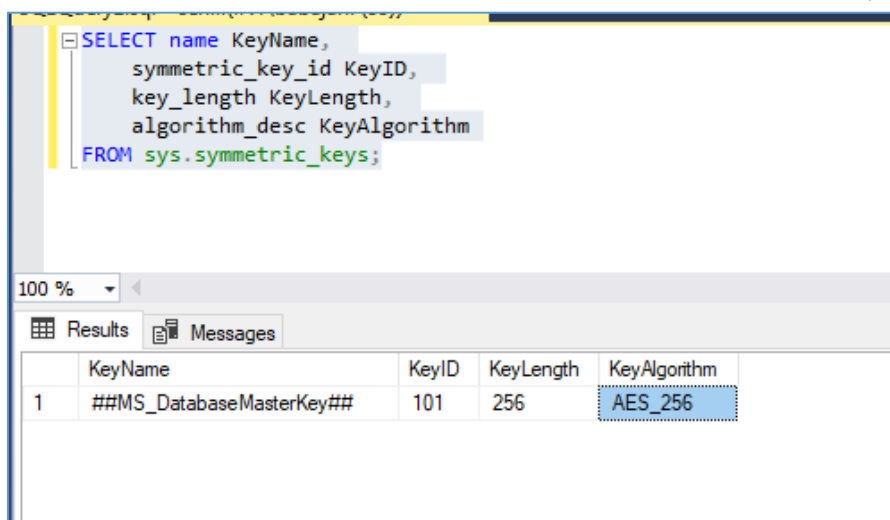 SELECT name KeyName,
symmetric_key_id KeyID,
key_length KeyLength,
algorithm_desc KeyAlgorithm
FROM sys.symmetric_keys;
100 %
Results Messages
KeyName KeyID KeyLength KeyAlgorithm
1 ##MS_DatabaseMasterKey## 101 256 AES_256